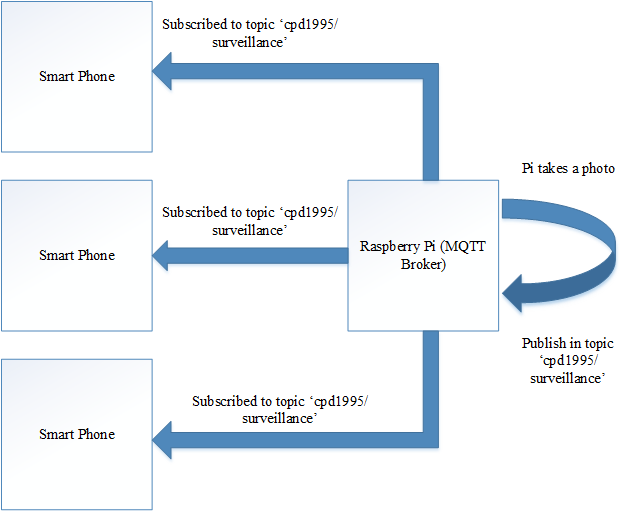 Subscribed to topic ‘cpd1995/
surveillance’
Smart Phone
Pi takes a photo
Subscribed to topic ‘cpd1995/
surveillance’
Smart Phone
Raspberry Pi (MQTT
Broker)
Publish in topic
‘cpd1995/
surveillance’
Subscribed to topic ‘cpd1995/
surveillance’
Smart Phone